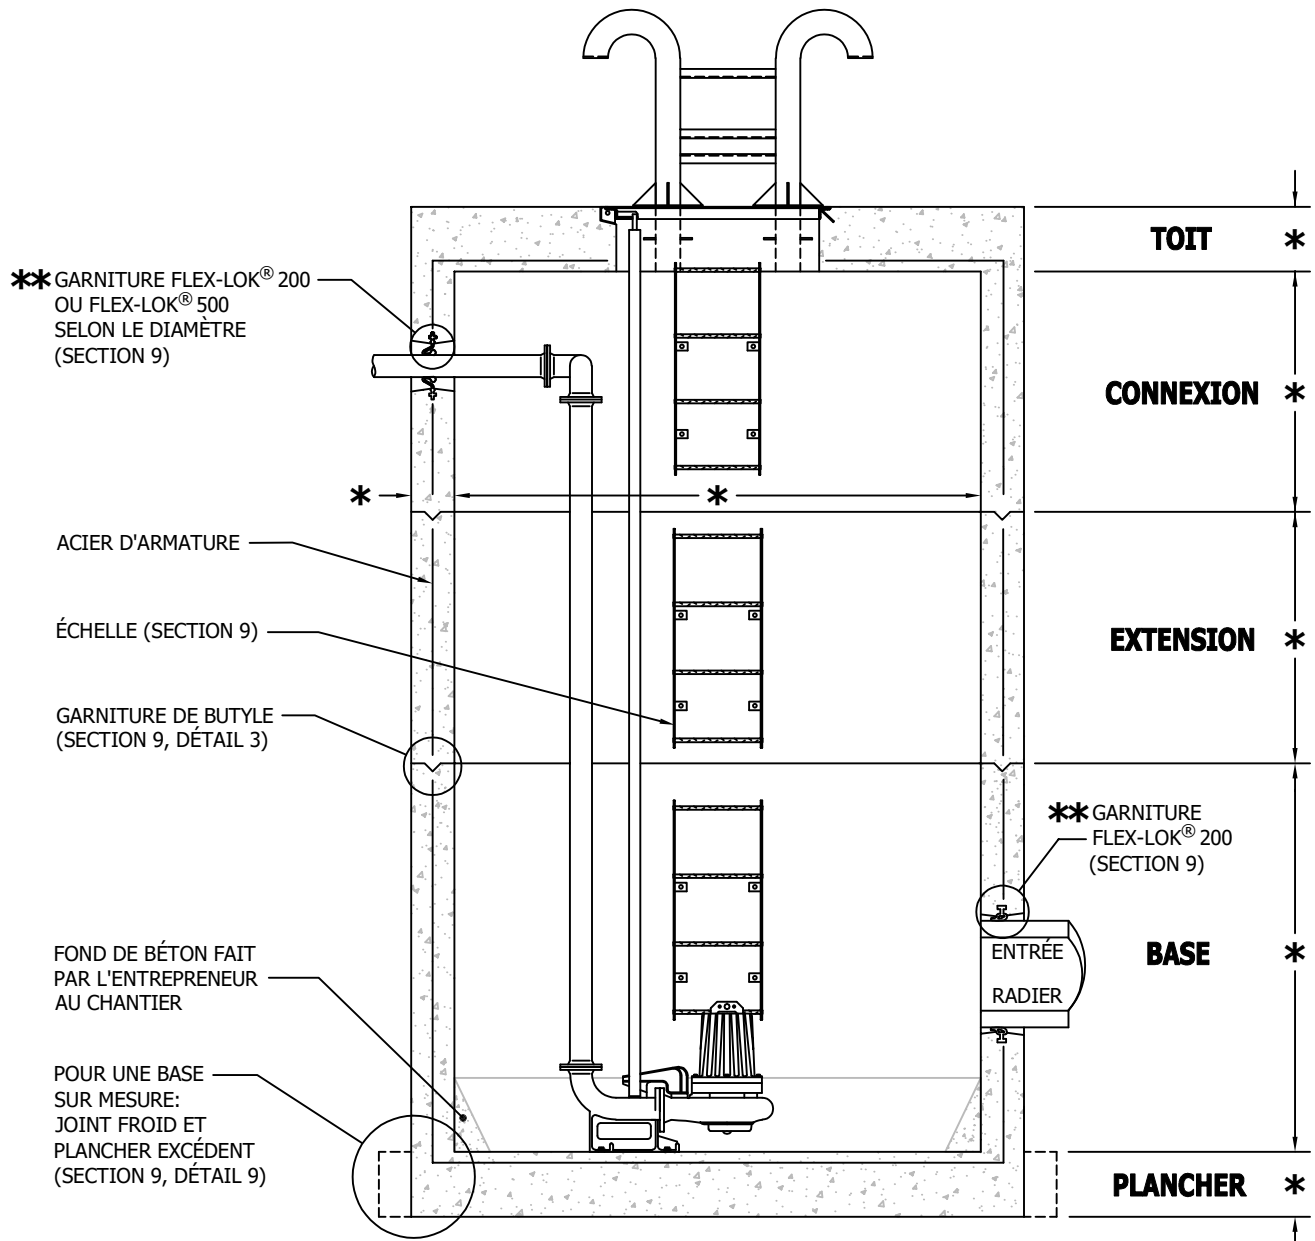 TOIT *
** GARNITURE FLEX-LOK® 200
OU FLEX-LOK® 500
SELON LE DIAMÈTRE
(SECTION 9)
CONNEXION *
* *
ACIER D'ARMATURE
ÉCHELLE (SECTION 9)
EXTENSION *
GARNITURE DE BUTYLE
(SECTION 9, DÉTAIL 3)
** GARNITURE
FLEX-LOK® 200
(SECTION 9)
ENTRÉE
RADIER
BASE *
FOND DE BÉTON FAIT
PAR L'ENTREPRENEUR
AU CHANTIER
POUR UNE BASE
SUR MESURE:
JOINT FROID ET
PLANCHER EXCÉDENT
(SECTION 9, DÉTAIL 9)
PLANCHER *